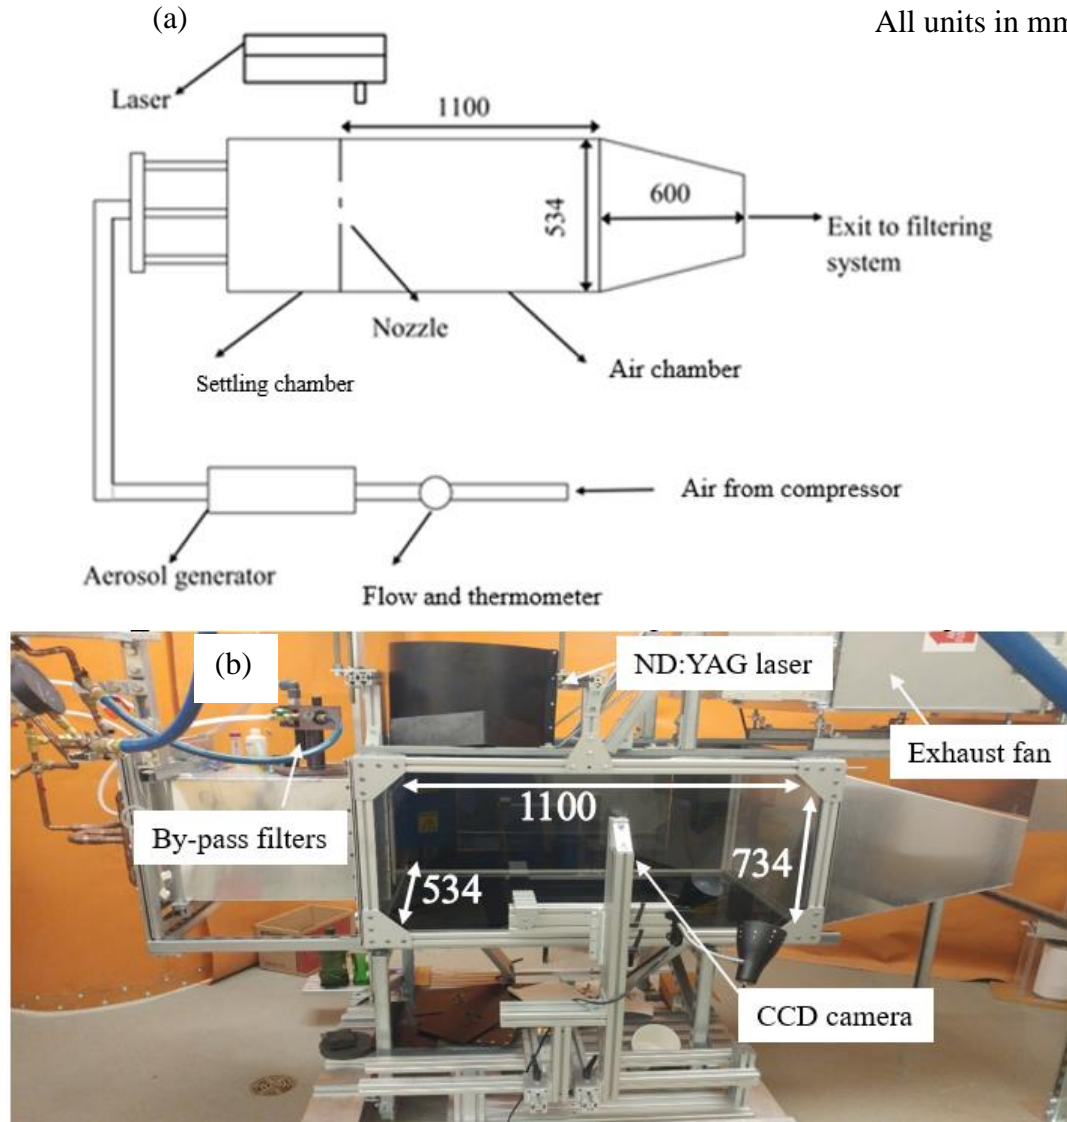 (a)
All units in mm
Laser
1100
534
600
Exit to filtering
system
Nozzle
Settling chamber
Air chamber
Air from compressor
Aerosol generator
Flow and thermometer
(b)
ND:YAG laser
Exhaust fan
1100
By-pass filters
734
534
CCD camera